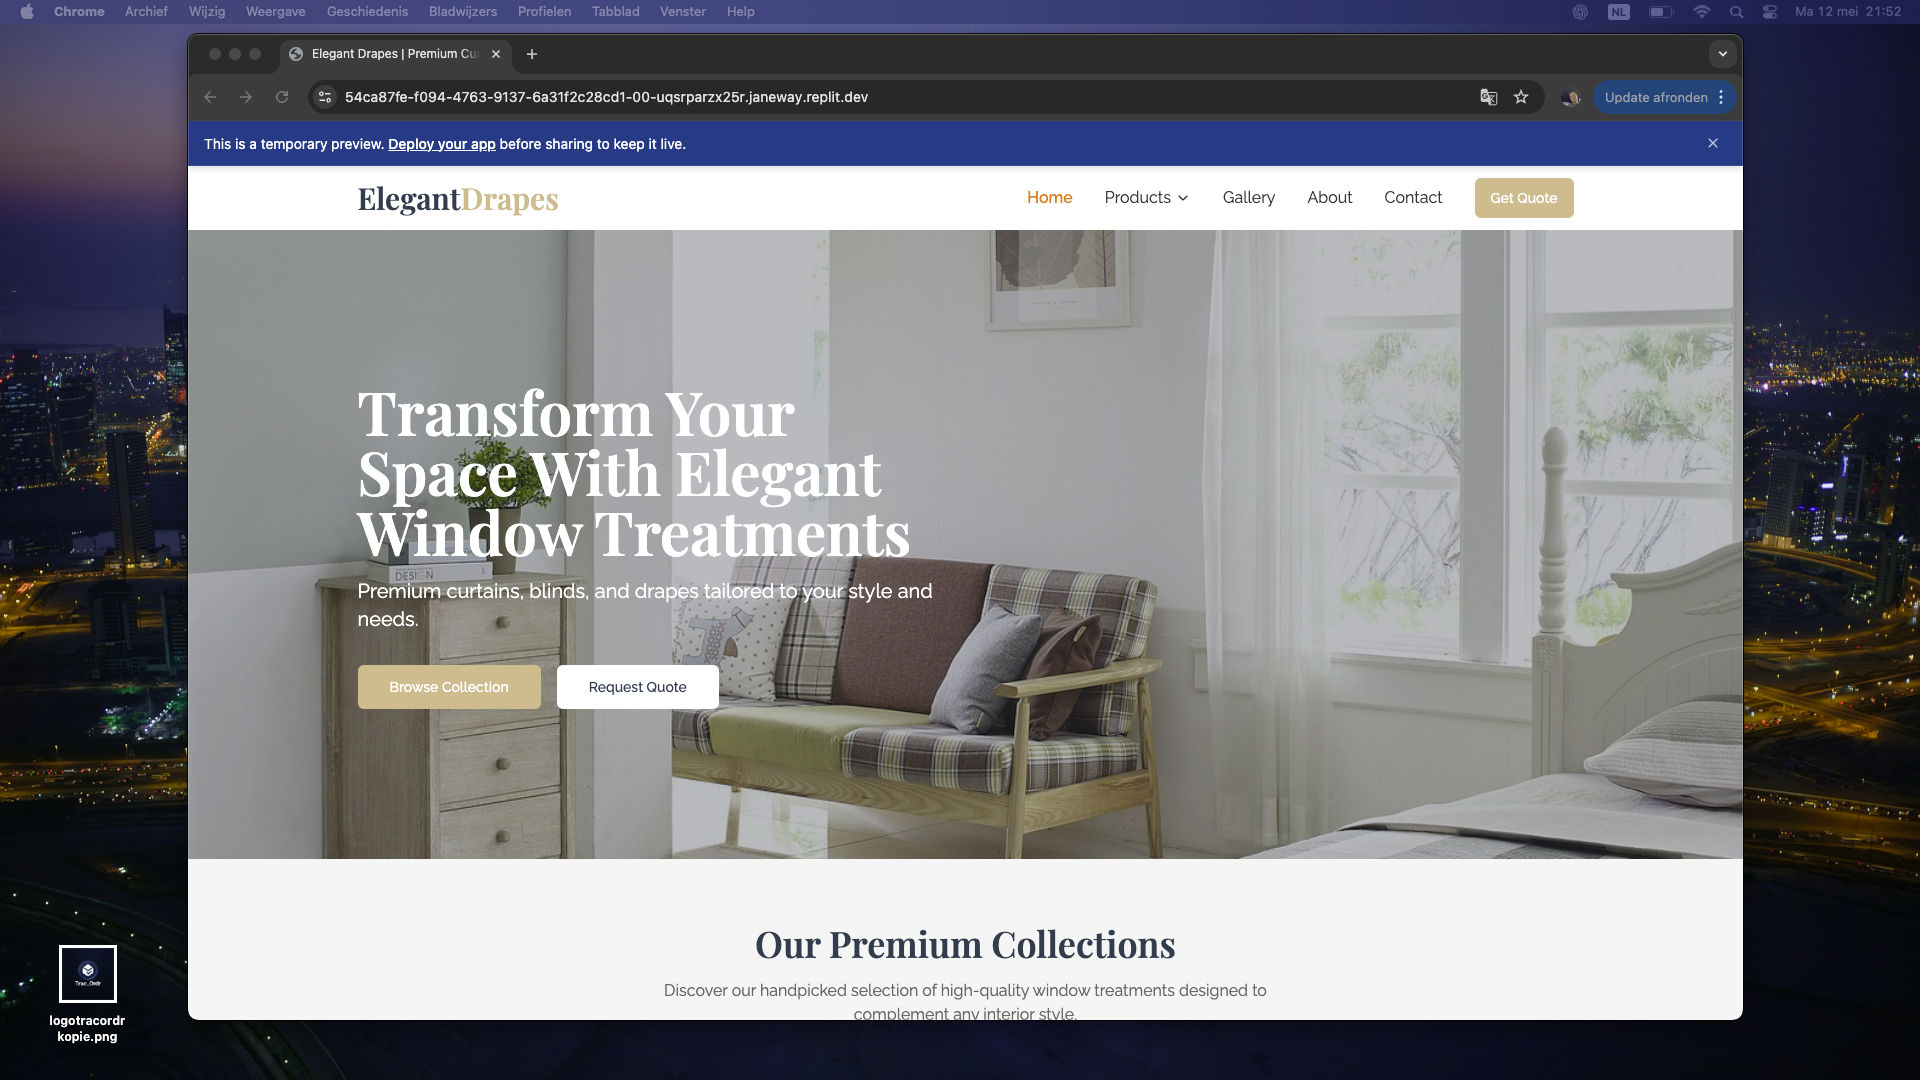 Chrome Archief Wijzig Weergave Geschiedenis Bladwijzers Profielen Tabblad Venster Help NL Ma 12 mei 21:52
Elegant Drapes | Premium Cu
54ca87fe-f094-4763-9137-6a31f2c28cd1-00-uqsrparzx25r.janeway.replit.dev
Update afronden
This is a temporary preview. Deploy your app before sharing to keep it live.
ElegantDrapes
Home Products Gallery About Contact Get Quote
Transform Your
Space With Elegant
Window Treatments
DESIGN
Premium curtains, blinds, and drapes tailored to your style and
needs.
Browse Collection Request Quote
Our Premium Collections
Discover our handpicked selection of high-quality window treatments designed to
complement any interior style.
Trac_Ordr
logotracordr
kopie.png